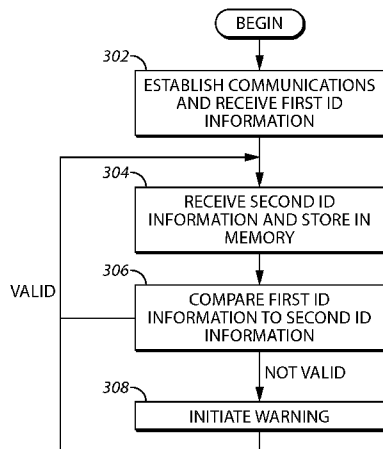 BEGIN
302
ESTABLISH COMMUNICATIONS
AND RECEIVE FIRST ID
INFORMATION
304
RECEIVE SECOND ID
INFORMATION AND STORE IN
MEMORY
306
VALID
COMPARE FIRST ID
INFORMATION TO SECOND ID
INFORMATION
NOT VALID
308
INITIATE WARNING